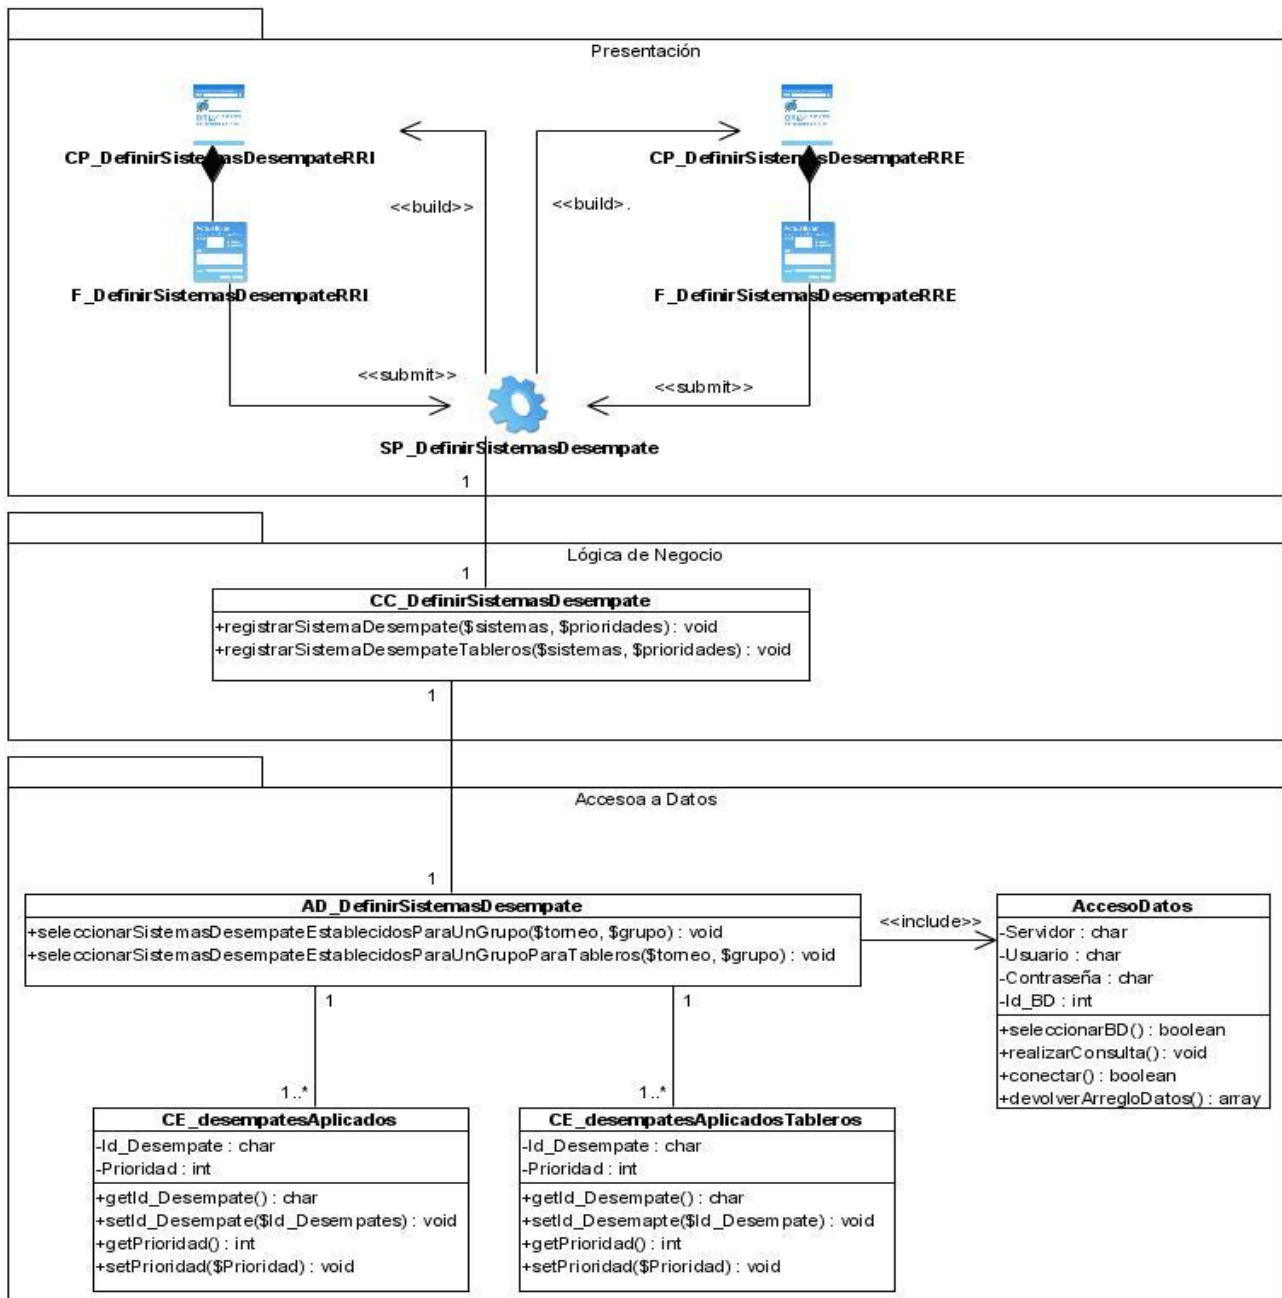 Presentación
CP_DefinirSistemasDesempateRRI
CP_DefinirSistemasDesempateRRE
<<build>>
<<build>.
F_DefinirSistemasDesempateRRI
F_DefinirSistemasDesempateRRE
<<submit>>
<<submit>>
SP_DefinirSistemasDesempate
1
Lógica de Negocio
1
CC_DefinirSistemasDesempate
+registrarSistemaDesempate($sistemas, $prioridades) : void
+registrarSistemaDesempateTableros($sistemas, $prioridades) : void
1
Accesoa a Datos
1
AD_DefinirSistemasDesempate
+seleccionarSistemasDesempateEstablecidosParaUnGrupo($torneo, $grupo) : void
+seleccionarSistemasDesempateEstablecidosParaUnGrupoParaTableros($torneo, $grupo) : void
<<include>>
AccesoDatos
-Servidor : char
-Usuario : char
-Contraseña : char
-Id_BD : int
+seleccionarBD() : boolean
+realizarConsulta() : void
+conectar() : boolean
+devolverArregloDatos() : array
1
1
1..*
1..*
CE_desempatesAplicados
-Id_Desempate : char
-Prioridad : int
+getId_Desempate() : char
+setId_Desempate($Id_Desempates) : void
+getPrioridad() : int
+setPrioridad($Prioridad) : void
CE_desempatesAplicadosTableros
-Id_Desempate : char
-Prioridad : int
+getId_Desempate() : char
+setId_Desemapte($Id_Desempate) : void
+getPrioridad() : int
+setPrioridad($Prioridad) : void